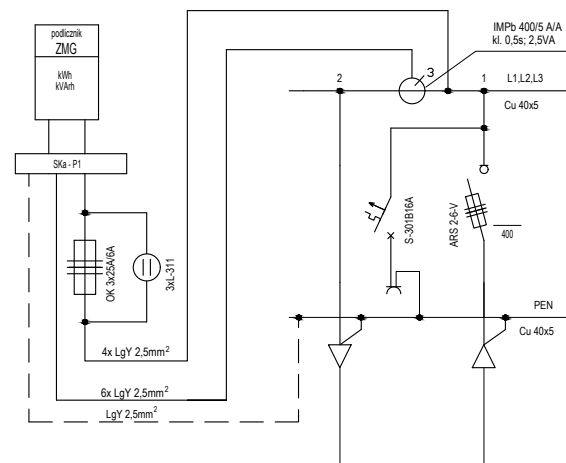 podlicznik
ZMG
kWh
kVArh
SKa - P1
OK 3x25A/6A
3xL-311
4x LgY 2,5mm²
6x LgY 2,5mm²
LgY 2,5mm²
IMPb 400/5 A/A
kl. 0,5s; 2,5VA
2
3
1
L1,L2,L3
Cu 40x5
S-301B16A
ARS 2-6-V
400
PEN
Cu 40x5